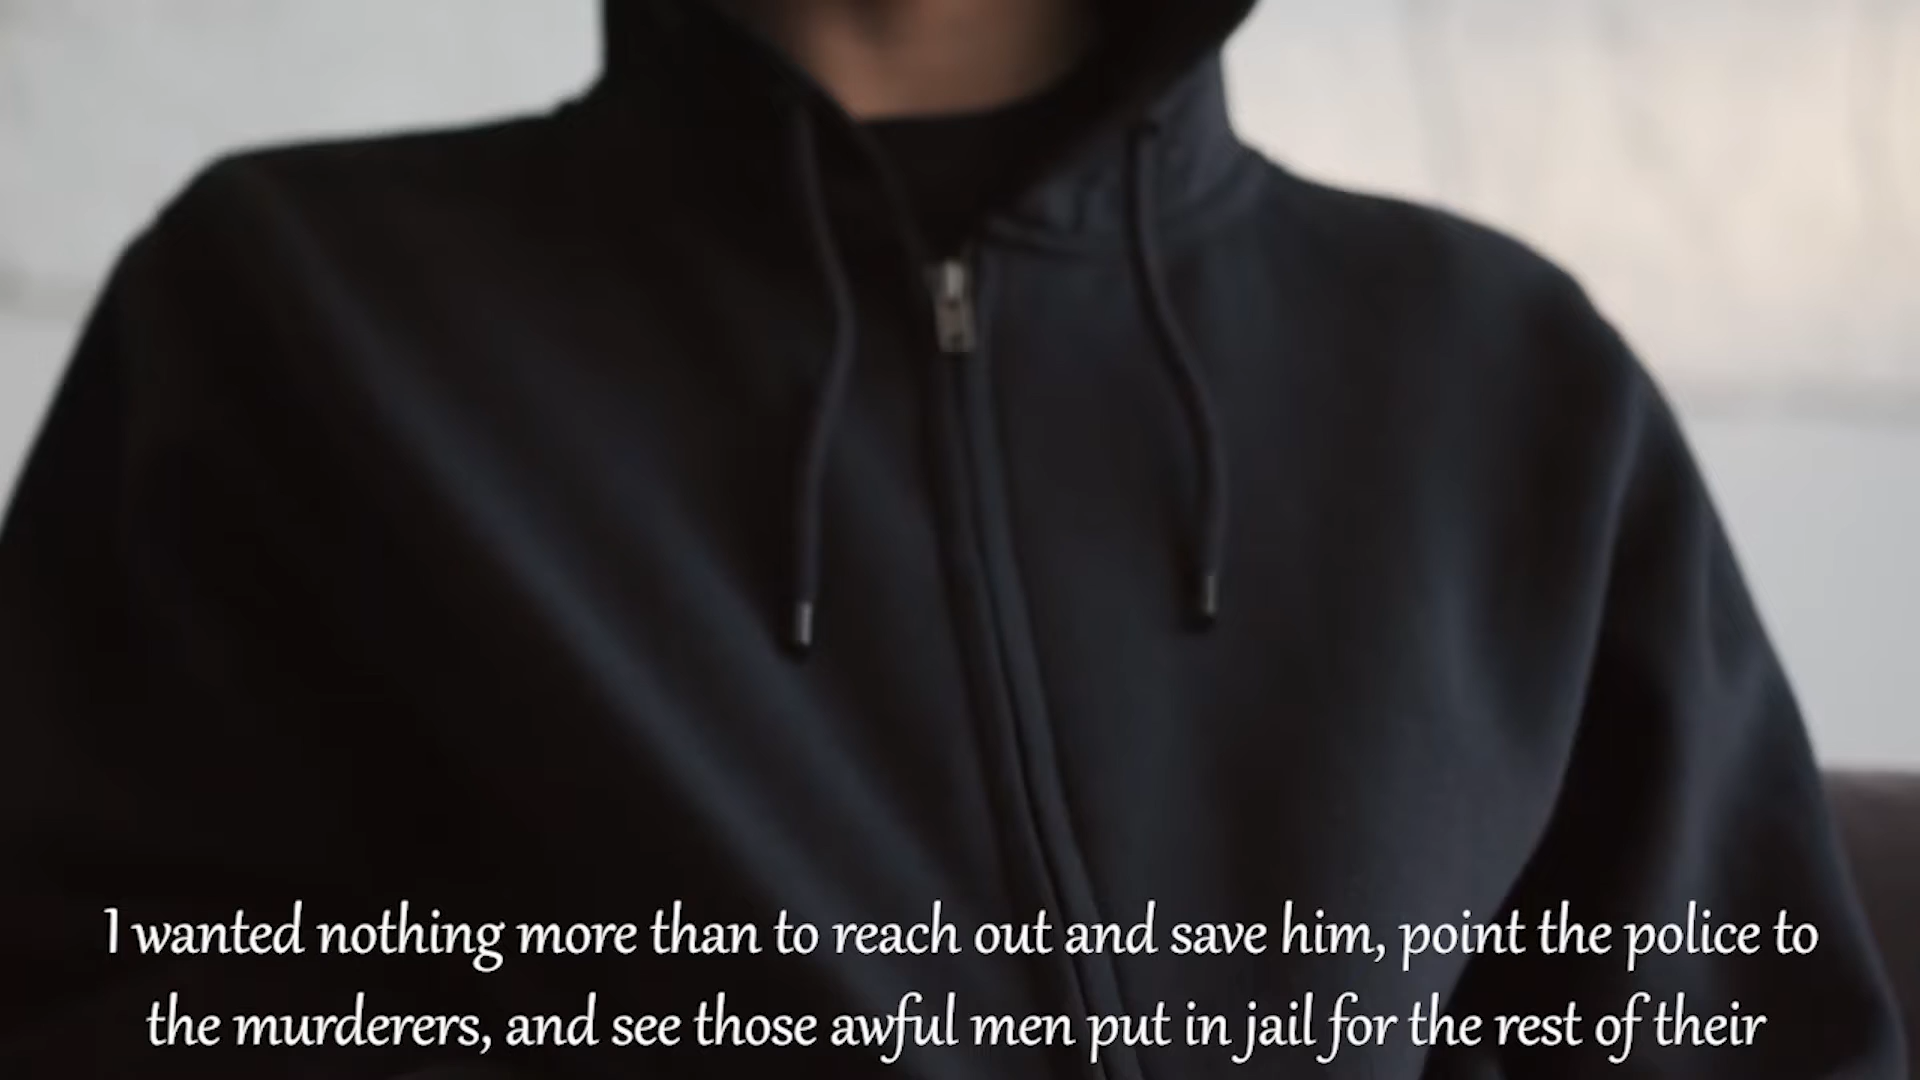 I wanted nothing more than to reach out and save him, point the police to
the murderers, and see those awful men put in jail for the rest of their